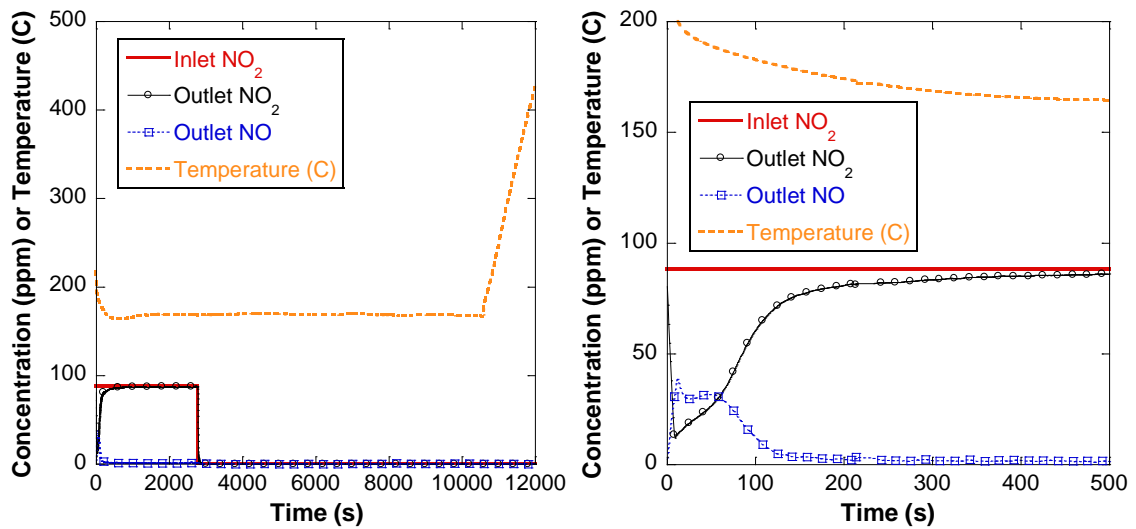 Concentration (ppm) or Temperature (C)
500
400
300
200
100
0
Inlet NO2
Outlet NO2
Outlet NO
Temperature (C)
0 2000 4000 6000 8000 10000 12000
Time (s)
Concentration (ppm) or Temperature (C)
200
150
100
50
0
Inlet NO2
Outlet NO2
Outlet NO
Temperature (C)
0 100 200 300 400 500
Time (s)